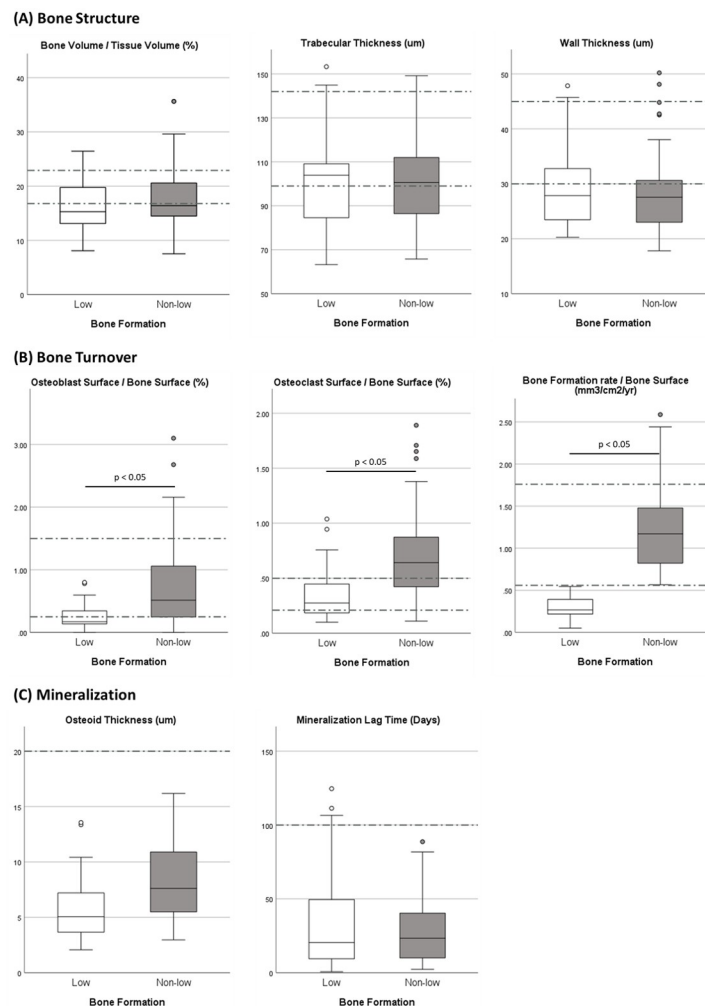 (A) Bone Structure
Bone Volume / Tissue Volume (%)
40
30
20
10
0
Low
Non-low
Bone Formation
Trabecular Thickness (um)
150
130
110
90
70
50
Low
Non-low
Bone Formation
Wall Thickness (um)
50
40
30
20
10
Low
Non-low
Bone Formation
(B) Bone Turnover
Osteoblast Surface / Bone Surface (%)
3.00
2.00
1.00
.00
p < 0.05
Low
Non-low
Bone Formation
Osteoclast Surface / Bone Surface (%)
2.00
1.50
1.00
.50
.00
p < 0.05
Low
Non-low
Bone Formation
Bone Formation rate / Bone Surface
(mm3/cm2/yr)
2.50
2.00
1.50
1.00
.50
.00
p < 0.05
Low
Non-low
Bone Formation
(C) Mineralization
Osteoid Thickness (um)
20
15
10
5
0
Low
Non-low
Bone Formation
Mineralization Lag Time (Days)
150
100
50
0
Low
Non-low
Bone Formation